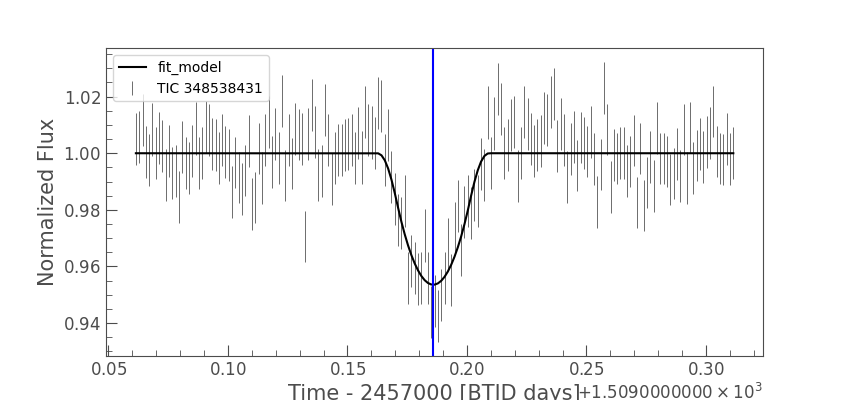 fit_model
TIC 348538431
Normalized Flux
1.02
1.00
0.98
0.96
0.94
0.05 0.10 0.15 0.20 0.25 0.30
Time - 2457000 [BTJD days]
+1.5090000000 × 10³